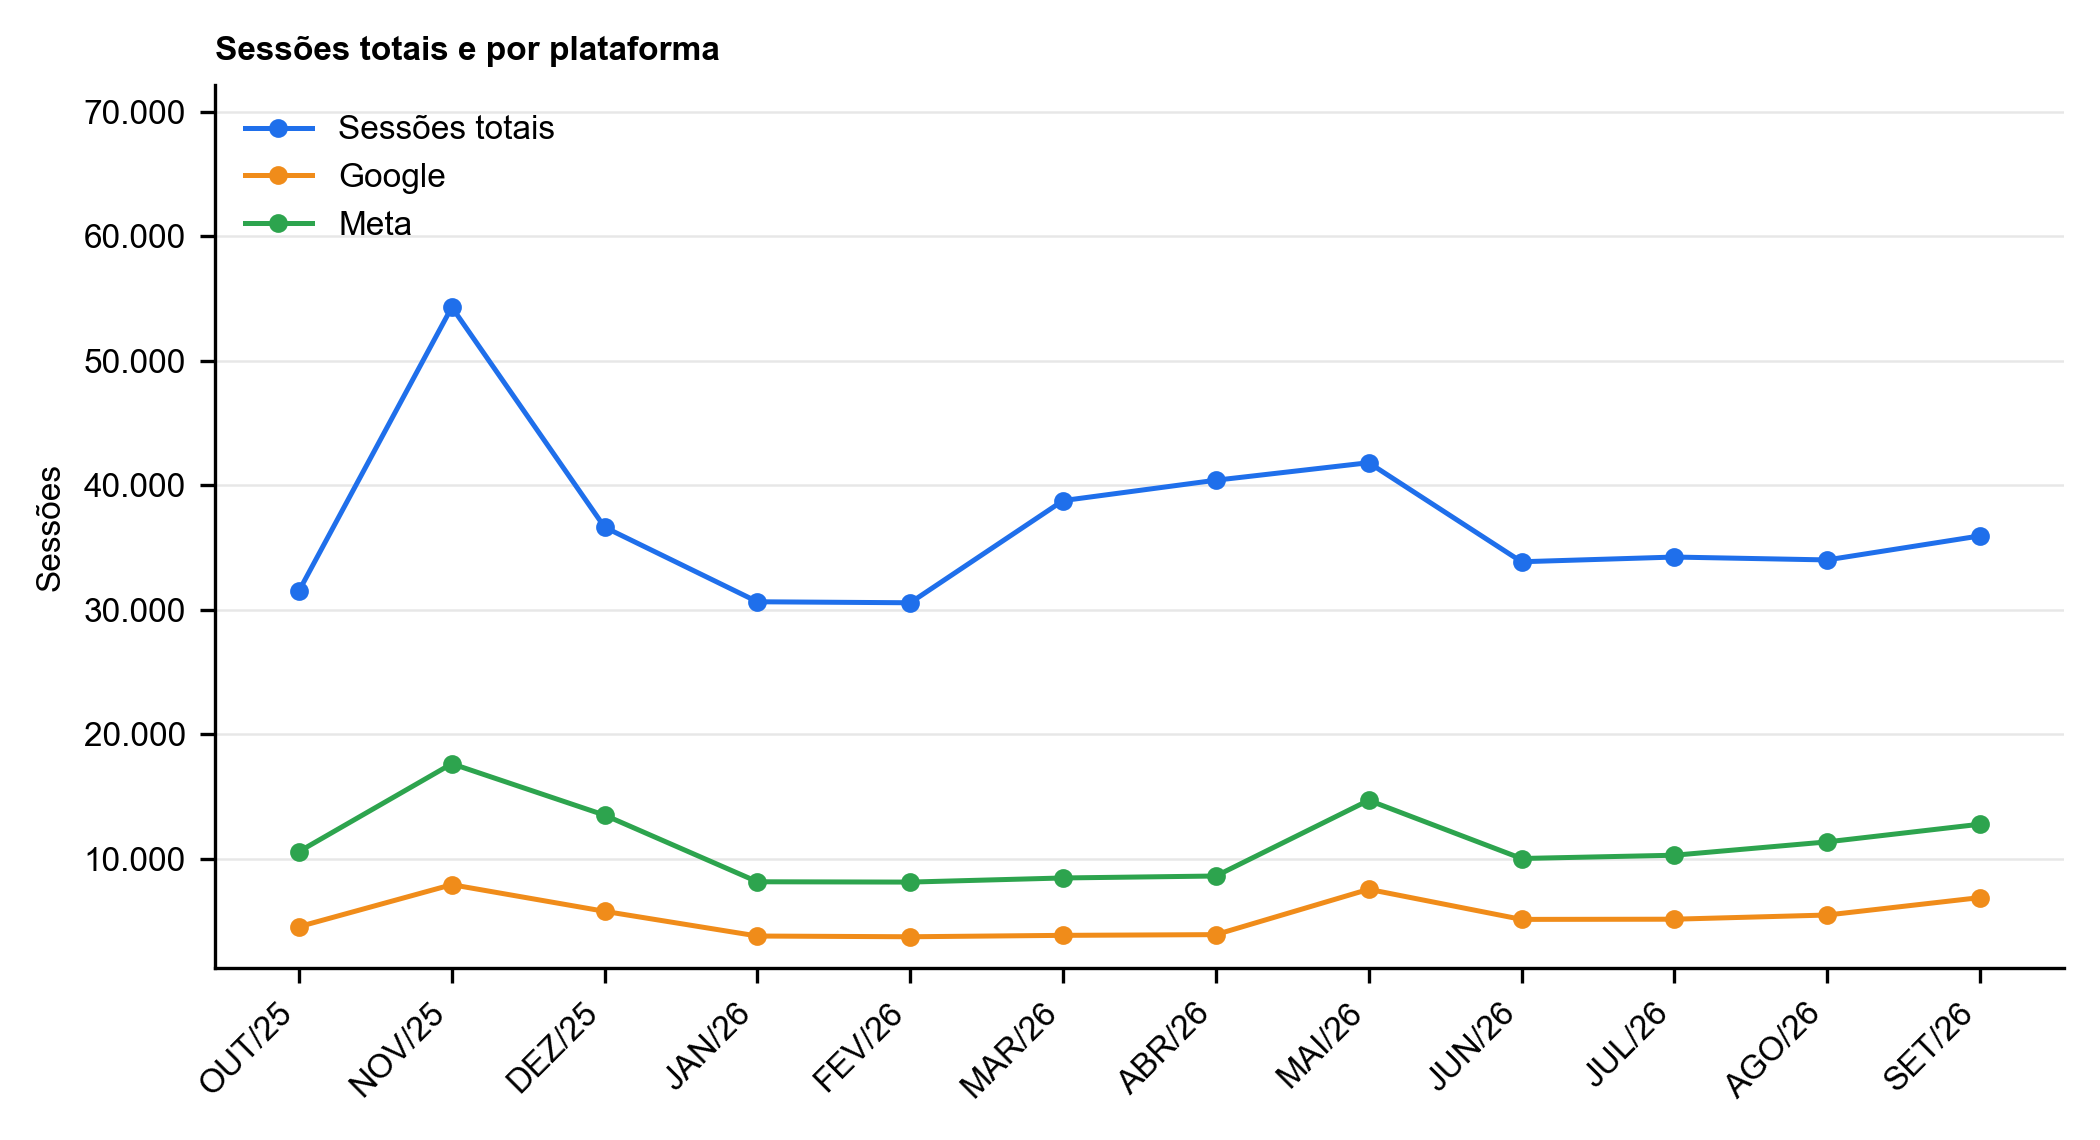 Sessões totais e por plataforma
70.000
60.000
50.000
40.000
30.000
20.000
10.000
Sessões
Sessões totais
Google
Meta
OUT/25
NOV/25
DEZ/25
JAN/26
FEV/26
MAR/26
ABR/26
MAI/26
JUN/26
JUL/26
AGO/26
SET/26